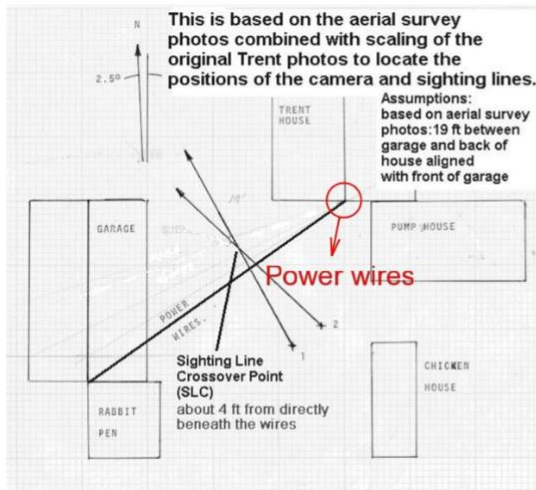 This is based on the aerial survey
photos combined with scaling of the
original Trent photos to locate the
positions of the camera and sighting lines.
N
2.5º
Assumptions:
based on aerial survey
photos:19 ft between
garage and back of
house aligned
with front of garage
TRENT
HOUSE
GARAGE
PUMP HOUSE
Power wires
POWER
WIRES.
2
1
Sighting Line
Crossover Point
(SLC)
about 4 ft from directly
beneath the wires
CHICKEN
HOUSE
RABBIT
PEN